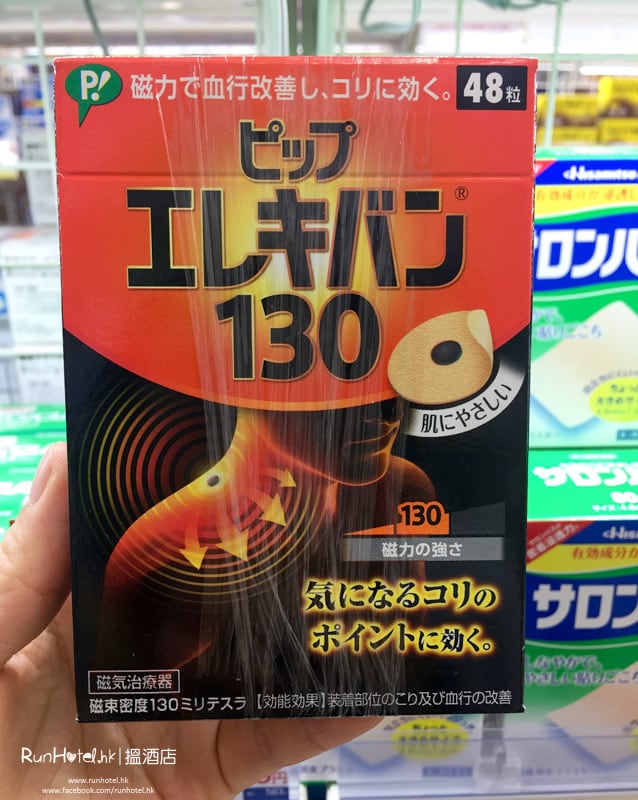 P!
磁力で血行改善し、コリに効く。
48粒
ピップ
エレキバン®
130
肌にやさしい
130
磁力の強さ
気になるコリの
ポイントに効く。
磁気治療器
磁束密度130ミリテスラ 【効能効果】装着部位のこり及び血行の改善
Hisamitsu
サロン
Hisamitsu
有効成分が
サロン
RunHotel.hk|搵酒店
www.runhotel.hk
www.facebook.com/runhotel.hk